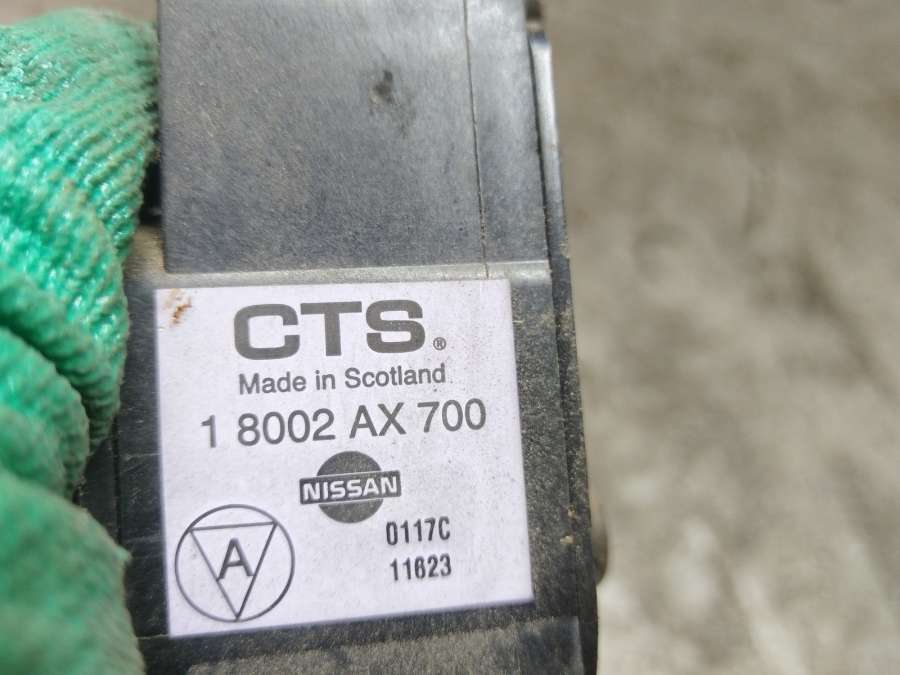 CTS®
Made in Scotland
1 8002 AX 700
NISSAN
0117C
A
11623